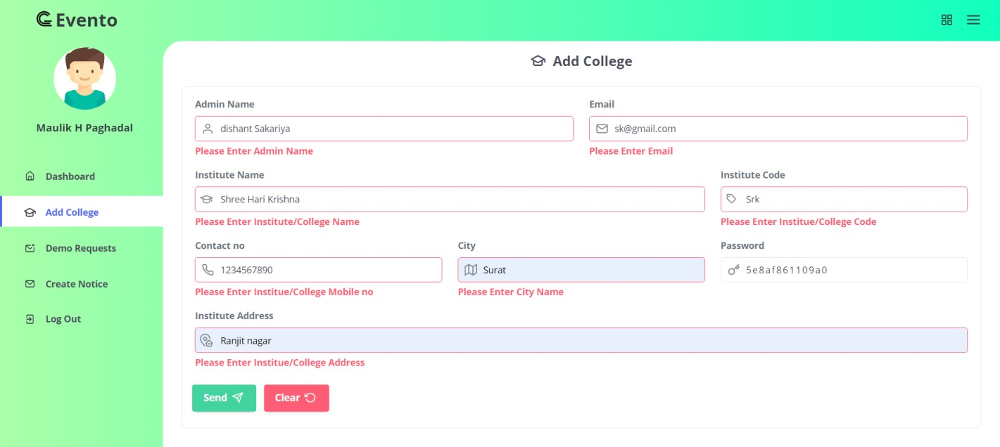 Evento
Maulik H Paghadal
Dashboard
Add College
Demo Requests
Create Notice
Log Out
Add College
Admin Name
dishant Sakariya
Please Enter Admin Name
Email
sk@gmail.com
Please Enter Email
Institute Name
Shree Hari Krishna
Please Enter Institute/College Name
Institute Code
Srk
Please Enter Institue/College Code
Contact no
1234567890
Please Enter Institue/College Mobile no
City
Surat
Please Enter City Name
Password
5e8af861109a0
Institute Address
Ranjit nagar
Please Enter Institue/College Address
Send
Clear